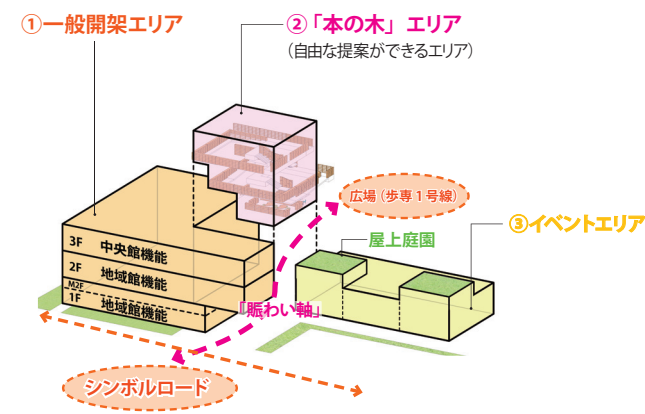 ①一般開架エリア
②「本の木」エリア
（自由な提案ができるエリア）
広場（歩専１号線）
③イベントエリア
屋上庭園
3F 中央館機能
2F 地域館機能
M2F
1F 地域館機能
「賑わい軸」
シンボルロード